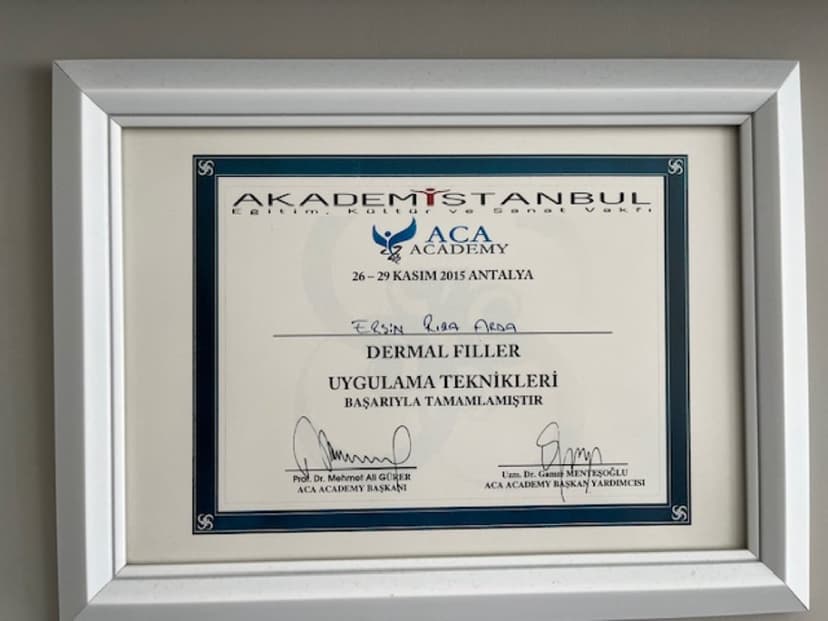 AKADEMİSTANBUL
Eğitim, Kültür ve Sanat Vakfı
ACA
ACADEMY
26 – 29 KASIM 2015 ANTALYA
ERSİN RIZA ARDA
DERMAL FILLER
UYGULAMA TEKNİKLERİ
BAŞARIYLA TAMAMLAMIŞTIR
Prof. Dr. Mehmet Ali GÜRER
ACA ACADEMY BAŞKANI
Uzm. Dr. Gamze MENTEŞOĞLU
ACA ACADEMY BAŞKAN YARDIMCISI